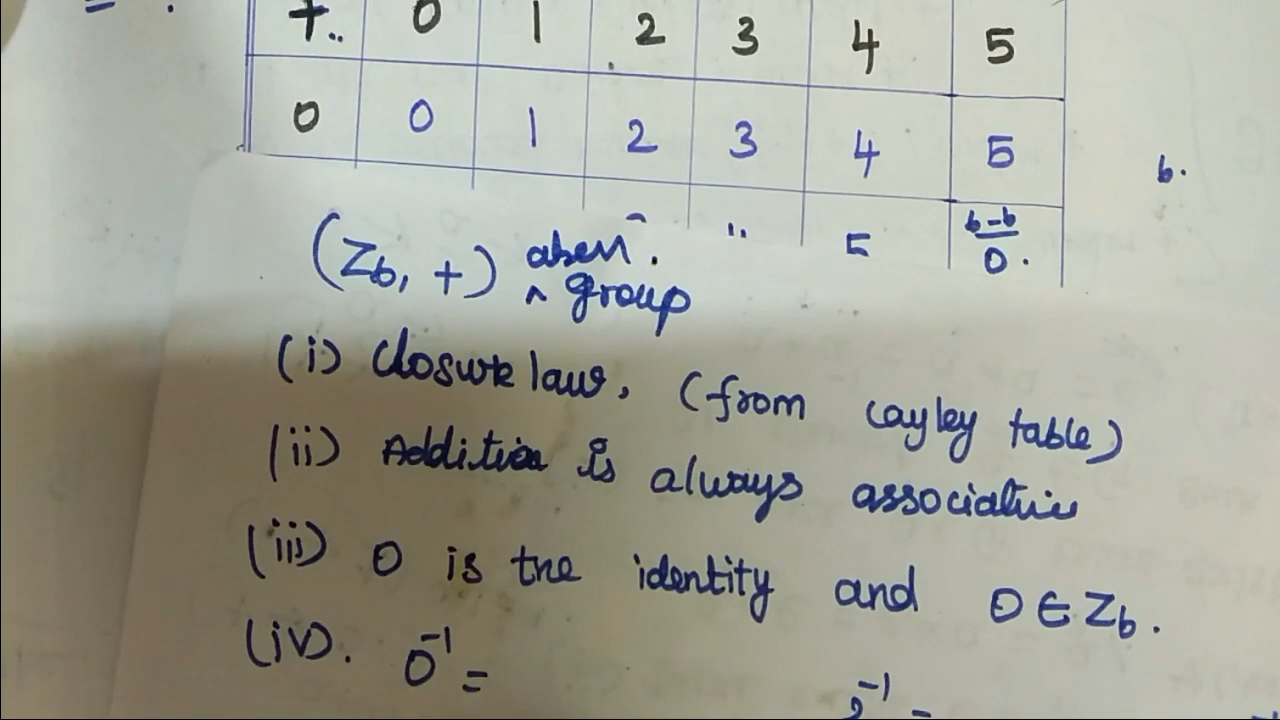 + 0 1 2 3 4 5
0 0 1 2 3 4 5
6.
5 6-6
0.
abelian.
(Z6, +) ^ group
(i) closure law, (from cayley table)
(ii) Addition is always associative
(iii) 0 is the identity and 0 ∈ Z6.
(iv). 0⁻¹ =